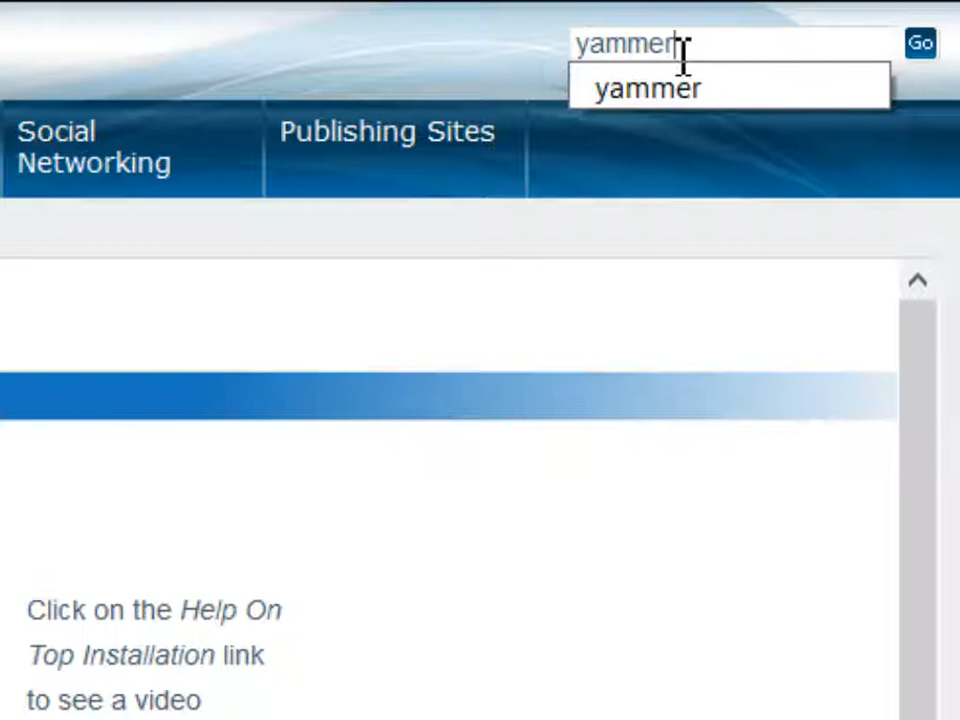 yammer
Go
yammer
Social
Networking
Publishing Sites
Click on the Help On
Top Installation link
to see a video